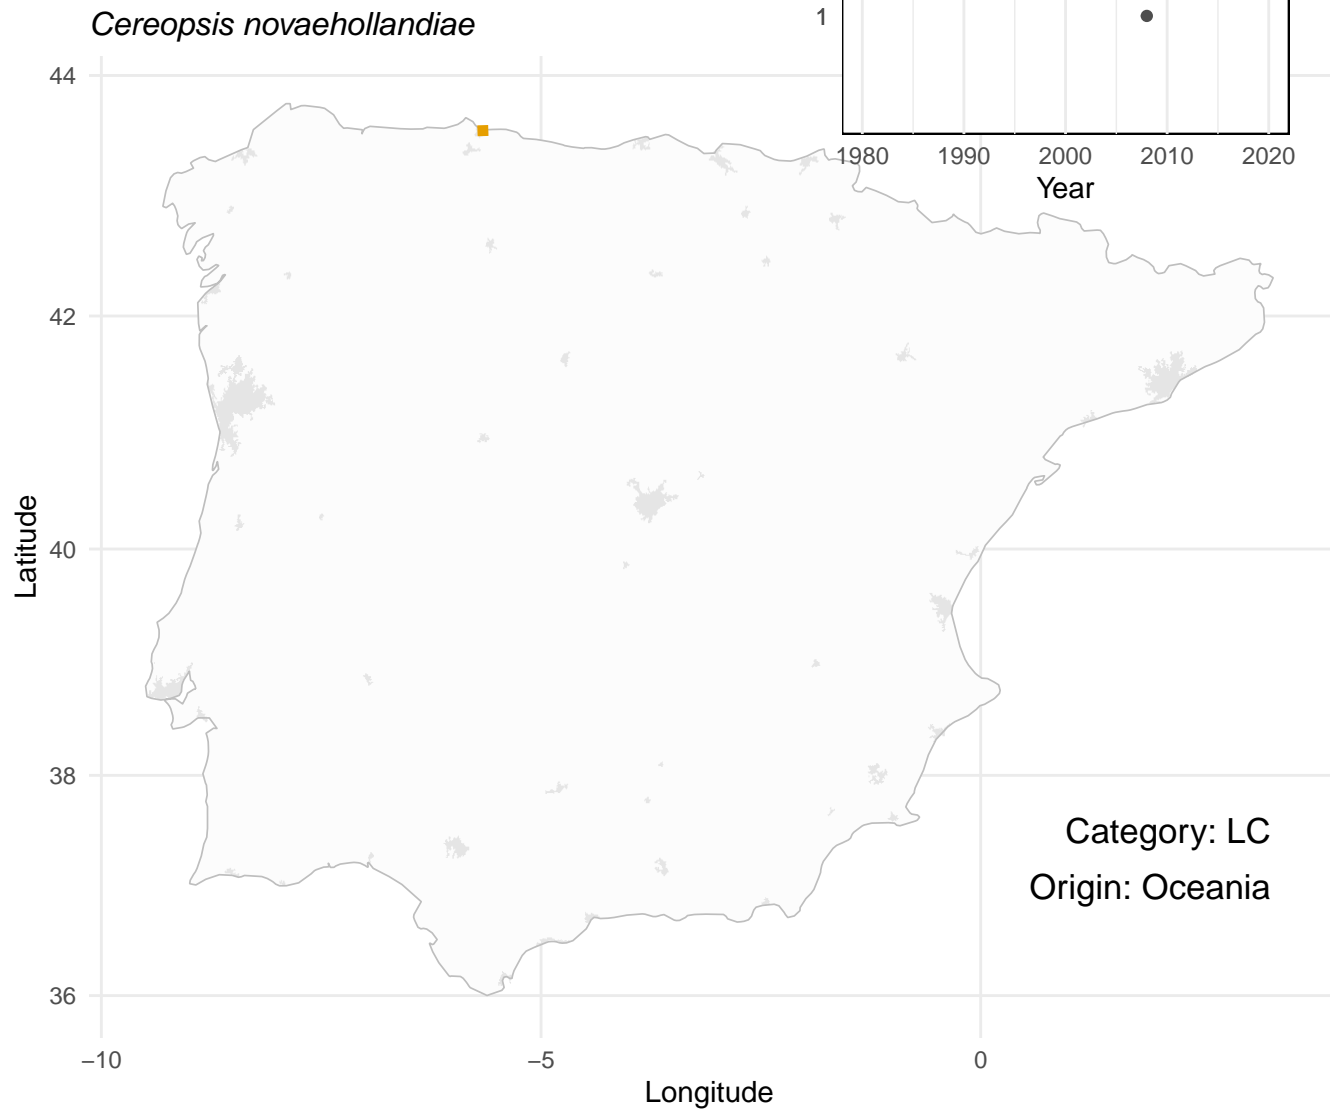 Cereopsis novaehollandiae
1
1980 1990 2000 2010 2020
Year
44
42
40
38
36
Latitude
Category: LC
Origin: Oceania
−10 −5 0
Longitude